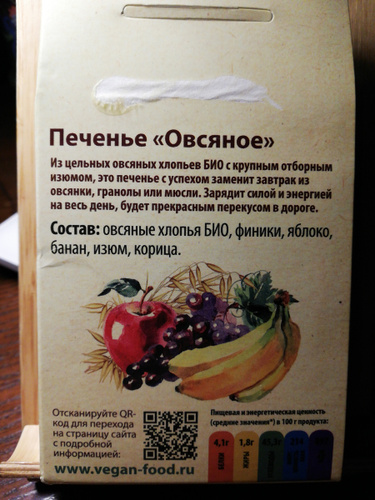 Печенье «Овсяное»
Из цельных овсяных хлопьев БИО с крупным отборным
изюмом, это печенье с успехом заменит завтрак из
овсянки, гранолы или мюсли. Зарядит силой и энергией
на весь день, будет прекрасным перекусом в дороге.
Состав: овсяные хлопья БИО, финики, яблоко,
банан, изюм, корица.
Отсканируйте QR-
код для перехода
на страницу сайта
с подробной
информацией:
www.vegan-food.ru
Пищевая и энергетическая ценность
(средние значения*) в 100 г продукта:
4,1г
1,8г
БЕЛКИ
ЖИРЫ